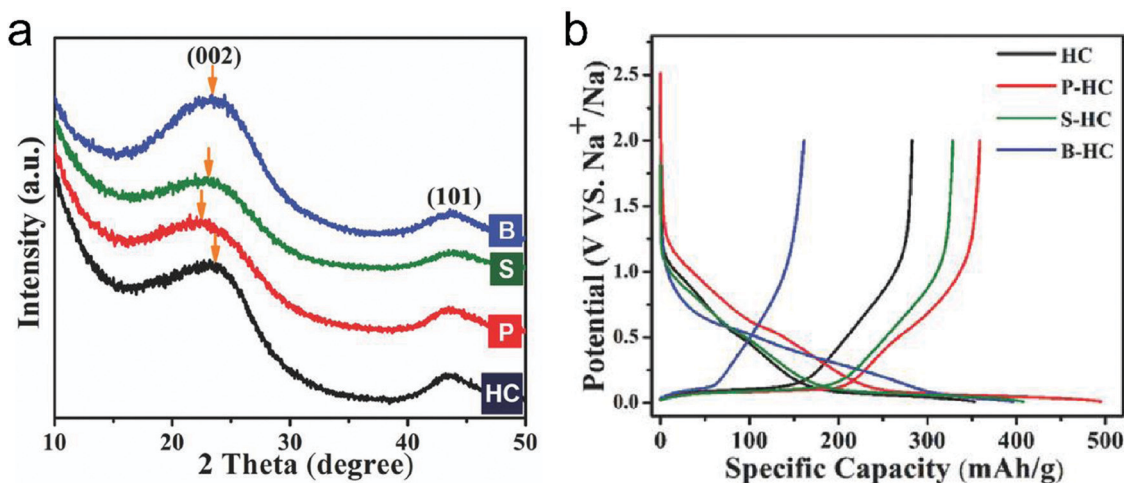 a
(002)
(101)
B
S
P
HC
Intensity (a.u.)
10 20 30 40 50
2 Theta (degree)
b
HC
P-HC
S-HC
B-HC
2.5
2.0
1.5
1.0
0.5
0.0
Potential (V VS. Na⁺/Na)
0 100 200 300 400 500
Specific Capacity (mAh/g)